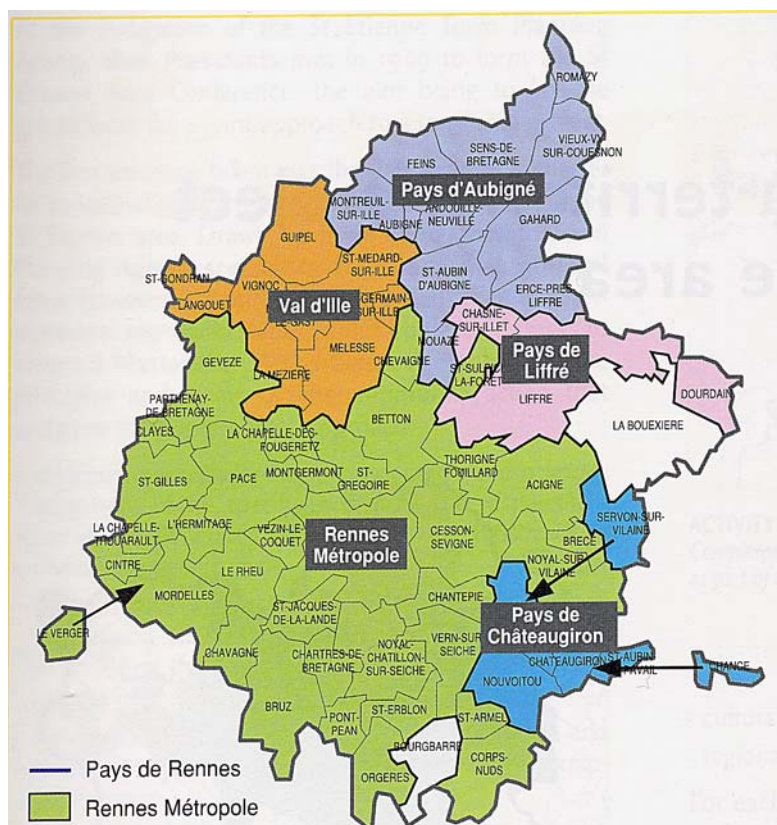 ROMAZY
SENS-DE-
BRETAGNE
VIEUX-VY
SUR-COUESNON
FEINS
Pays d'Aubigné
MONTREUIL
SUR-ILLE
AUBIGNE
ANDOUILLE-
NEUVILLE
GAHARD
GUIPEL
ST-MEDARD
SUR-ILLE
ST-AUBIN
D'AUBIGNE
ERCE-PRES-
LIFFRE
ST-GONDRAN
LANGOUET
VIGNOC
Val d'Ille
GERMAIN-
SUR-ILLE
CHASNE-
SUR-ILLET
MOUAZE
Pays de
Liffré
GEVEZE
MELESSE
CHEVAIGNE
LA MEZIERE
LA-FORET
LIFFRE
DOURDAIN
PARTHENAY-
DE-BRETAGNE
CLAYES
BETTON
LA BOUEXIERE
LA CHAPELLE-DES-
FOUGERETZ
ST-GILLES
PACE
MONTGERMONT
ST-
GREGOIRE
THORIGNE-
FOUILLARD
ACIGNE
SERVON-SUR-
VILAINE
LA CHAPELLE-
THOUARAULT
L'HERMITAGE
VEZIN-LE-
COQUET
Rennes
Métropole
CESSON-
SEVIGNE
BRECE
NOYAL-SUR-
VILAINE
CINTRE
MORDELLES
LE RHEU
CHANTEPIE
LE VERGER
ST-JACQUES-
DE-LA-LANDE
Pays de
Châteaugiron
CHAVAGNE
CHARTRES-DE-
BRETAGNE
NOYAL-
CHATILLON
SUR-SEICHE
VERN-SUR-
SEICHE
CHATEAUGIRON
ST-AUBIN
CHANCE
NOUVOITOU
BRUZ
PONT-
PEAN
ST-ERBLON
ST-ARMEL
BOURGBARRE
CORPS-
NUDS
ORGERES
Pays de Rennes
Rennes Métropole